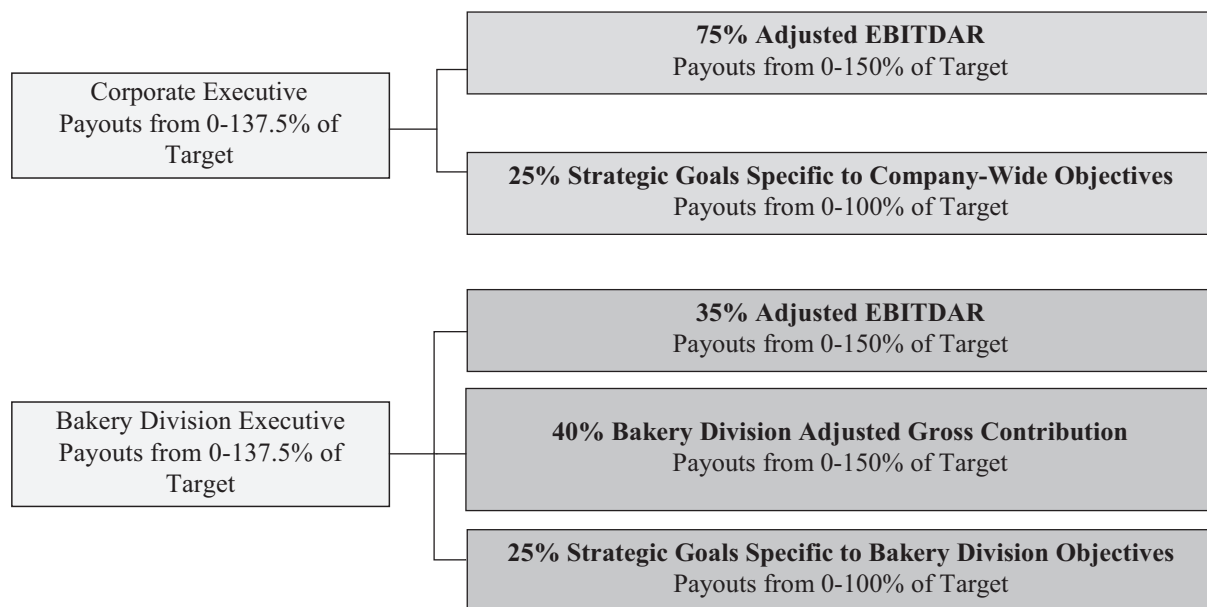 Corporate Executive
Payouts from 0-137.5% of
Target
75% Adjusted EBITDAR
Payouts from 0-150% of Target
25% Strategic Goals Specific to Company-Wide Objectives
Payouts from 0-100% of Target
Bakery Division Executive
Payouts from 0-137.5% of
Target
35% Adjusted EBITDAR
Payouts from 0-150% of Target
40% Bakery Division Adjusted Gross Contribution
Payouts from 0-150% of Target
25% Strategic Goals Specific to Bakery Division Objectives
Payouts from 0-100% of Target